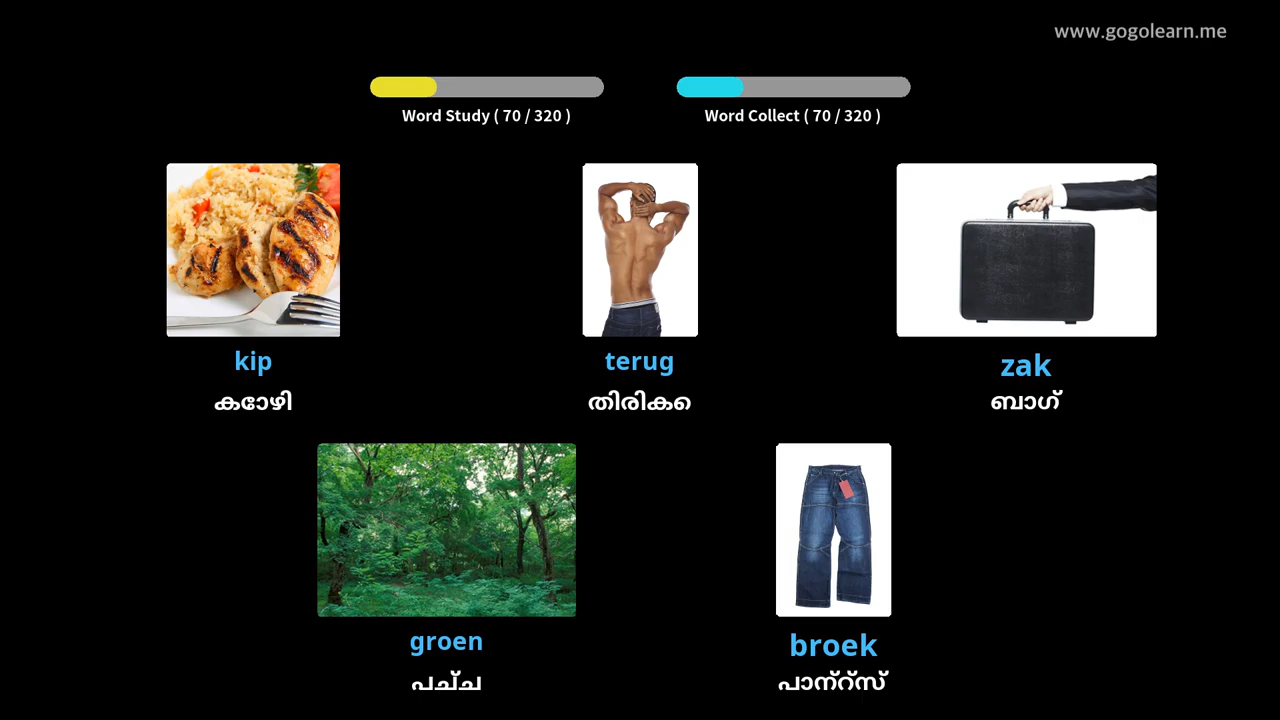 www.gogolearn.me
Word Study ( 70 / 320 )
Word Collect ( 70 / 320 )
kip
terug
zak
കോഴി
തിരികെ
ബാഗ്
groen
broek
പച്ച
പാന്റ്സ്